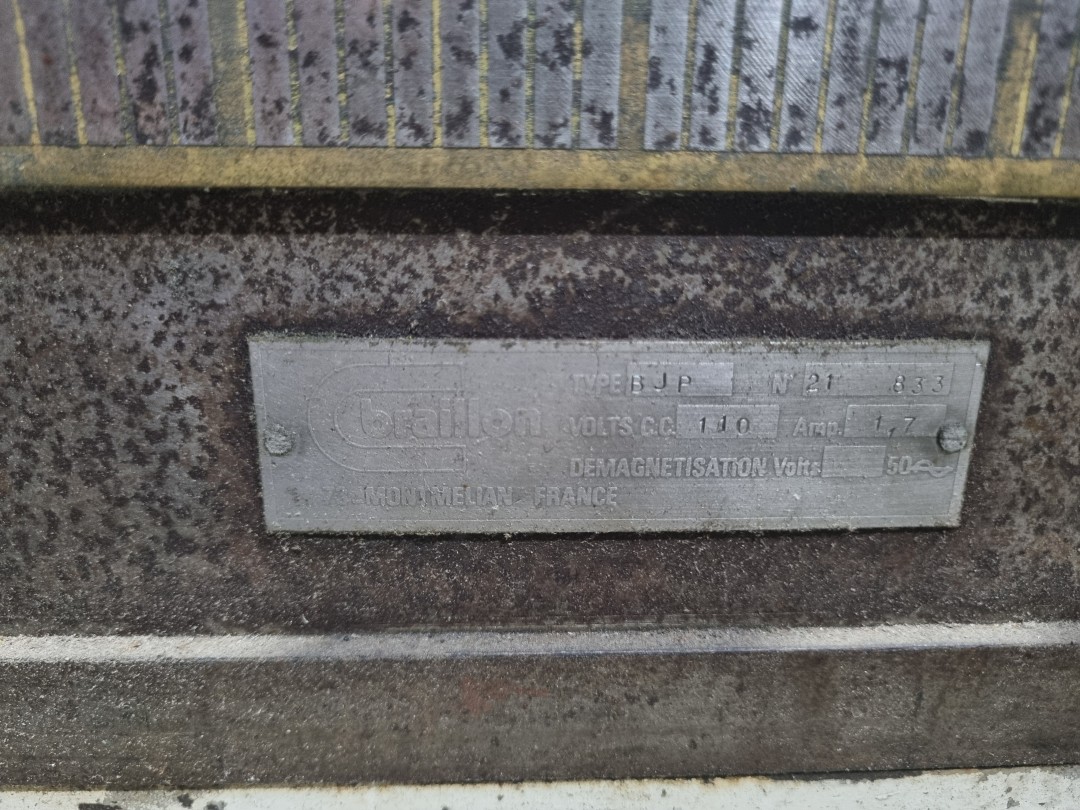 braillon
TYPE BJP N° 21 833
VOLTS C.C. 110 Amp. 1,7
DEMAGNETISATION Volts 50~
MONTMELIAN FRANCE